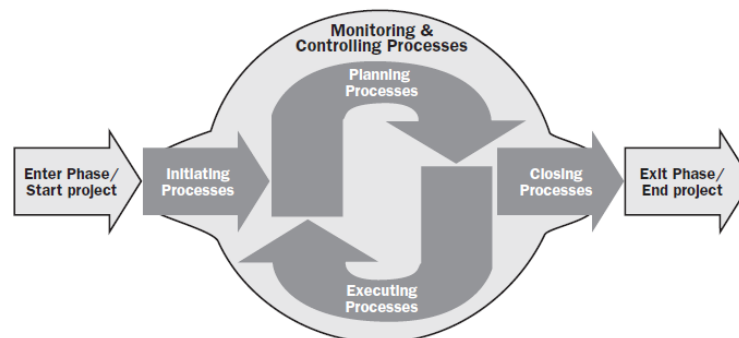 Monitoring &
Controlling Processes
Planning
Processes
Enter Phase/
Start project
Initiating
Processes
Closing
Processes
Exit Phase/
End project
Executing
Processes